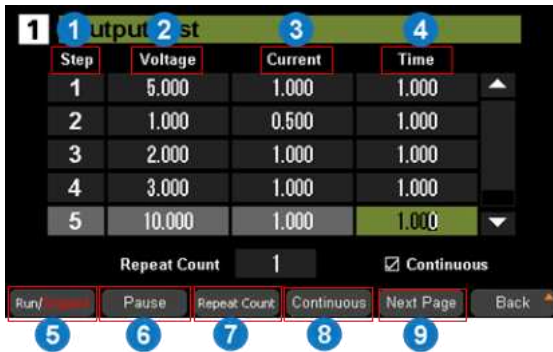 1 1 utput 2 st 3 4
Step Voltage Current Time
1 5.000 1.000 1.000
2 1.000 0.500 1.000
3 2.000 1.000 1.000
4 3.000 1.000 1.000
5 10.000 1.000 1.000
Repeat Count 1 Continuous
Run/ Pause Repeat Count Continuous Next Page Back
5 6 7 8 9